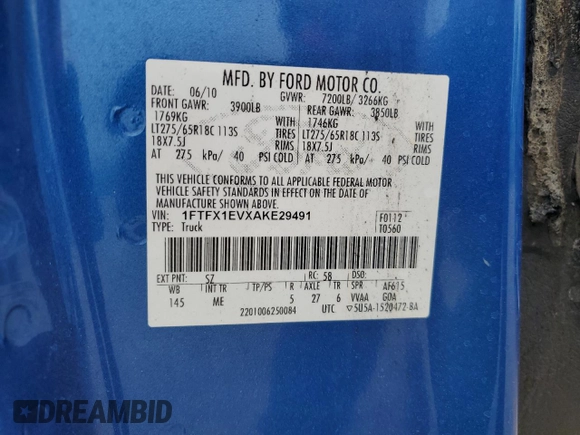 MFD. BY FORD MOTOR CO.
DATE: 06/10 GVWR: 7200LB/ 3266KG
FRONT GAWR: 3900LB REAR GAWR: 3850LB
1769KG WITH 1746KG WITH
LT275/65R18C 113S TIRES LT275/65R18C 113S TIRES
18X7.5J RIMS 18X7.5J RIMS
AT 275 kPa/ 40 PSI COLD AT 275 kPa/ 40 PSI COLD
THIS VEHICLE CONFORMS TO ALL APPLICABLE FEDERAL MOTOR
VEHICLE SAFETY STANDARDS IN EFFECT ON THE DATE OF
MANUFACTURE SHOWN ABOVE.
VIN: 1FTFX1EVXAKE29491 F0112
TYPE: Truck T0560
EXT PNT: SZ RC: 58 DSO:
WB INT TR TP/PS R AXLE TR SPR AF615
145 ME 5 27 6 VVAA GOA
2201006250084 UTC ▽5U5A-1520472 BA
DREAMBID